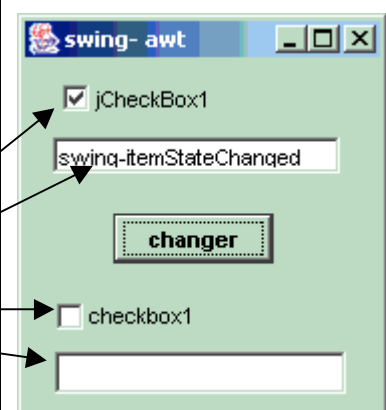 swing- awt
jCheckBox1
swing-itemStateChanged
changer
checkbox1